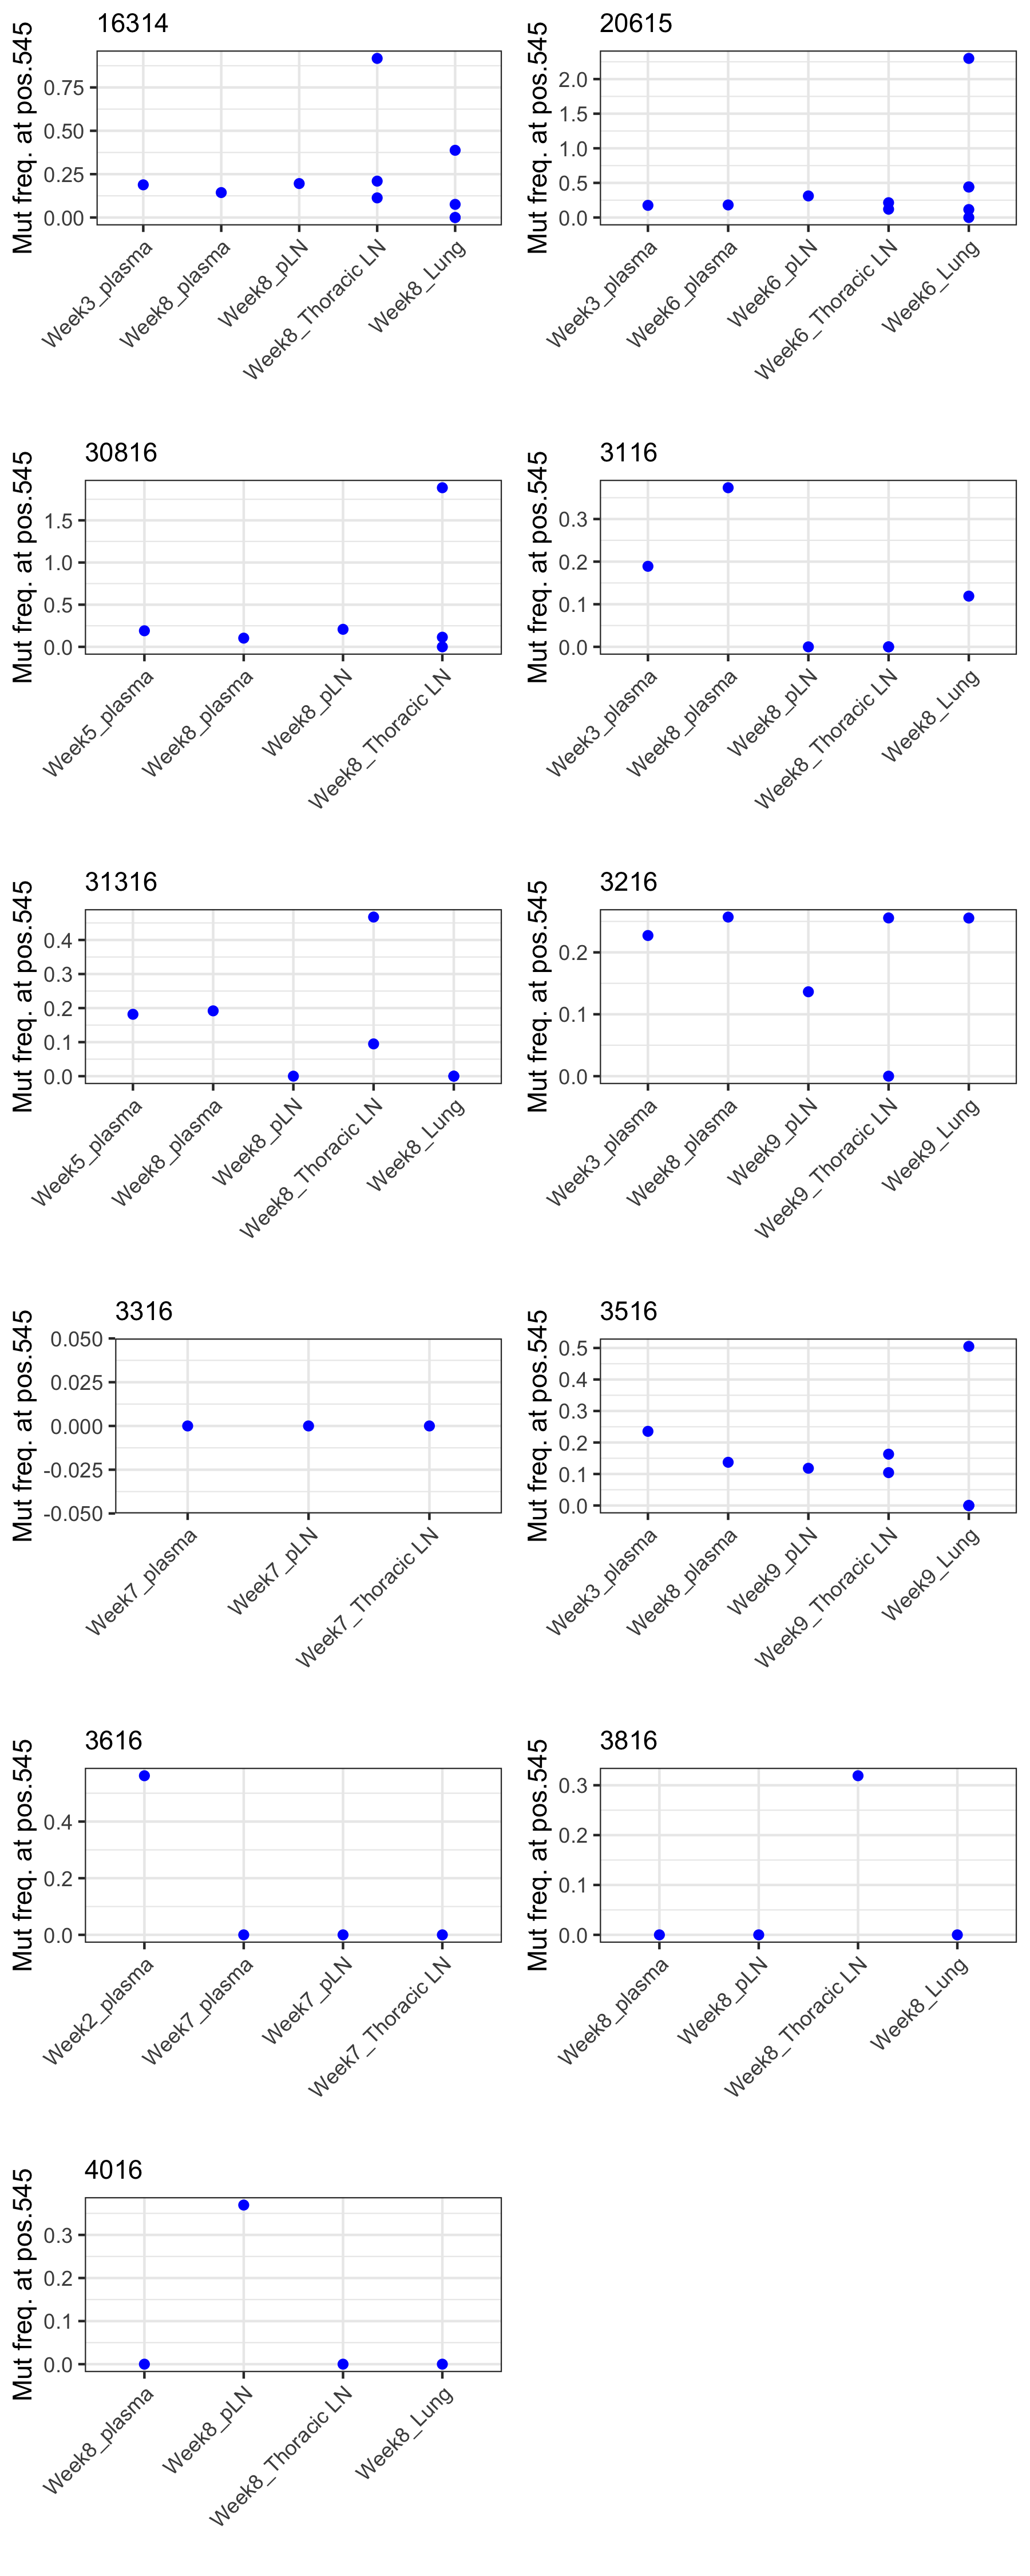 16314
Mut freq. at pos.545
0.75
0.50
0.25
0.00
Week3_plasma
Week8_plasma
Week8_pLN
Week8_Thoracic LN
Week8_Lung
20615
Mut freq. at pos.545
2.0
1.5
1.0
0.5
0.0
Week3_plasma
Week6_plasma
Week6_pLN
Week6_Thoracic LN
Week6_Lung
30816
Mut freq. at pos.545
1.5
1.0
0.5
0.0
Week5_plasma
Week8_plasma
Week8_pLN
Week8_Thoracic LN
3116
Mut freq. at pos.545
0.3
0.2
0.1
0.0
Week3_plasma
Week8_plasma
Week8_pLN
Week8_Thoracic LN
Week8_Lung
31316
Mut freq. at pos.545
0.4
0.3
0.2
0.1
0.0
Week5_plasma
Week8_plasma
Week8_pLN
Week8_Thoracic LN
Week8_Lung
3216
Mut freq. at pos.545
0.2
0.1
0.0
Week3_plasma
Week8_plasma
Week9_pLN
Week9_Thoracic LN
Week9_Lung
3316
Mut freq. at pos.545
0.050
0.025
0.000
-0.025
-0.050
Week7_plasma
Week7_pLN
Week7_Thoracic LN
3516
Mut freq. at pos.545
0.5
0.4
0.3
0.2
0.1
0.0
Week3_plasma
Week8_plasma
Week9_pLN
Week9_Thoracic LN
Week9_Lung
3616
Mut freq. at pos.545
0.4
0.2
0.0
Week2_plasma
Week7_plasma
Week7_pLN
Week7_Thoracic LN
3816
Mut freq. at pos.545
0.3
0.2
0.1
0.0
Week8_plasma
Week8_pLN
Week8_Thoracic LN
Week8_Lung
4016
Mut freq. at pos.545
0.3
0.2
0.1
0.0
Week8_plasma
Week8_pLN
Week8_Thoracic LN
Week8_Lung